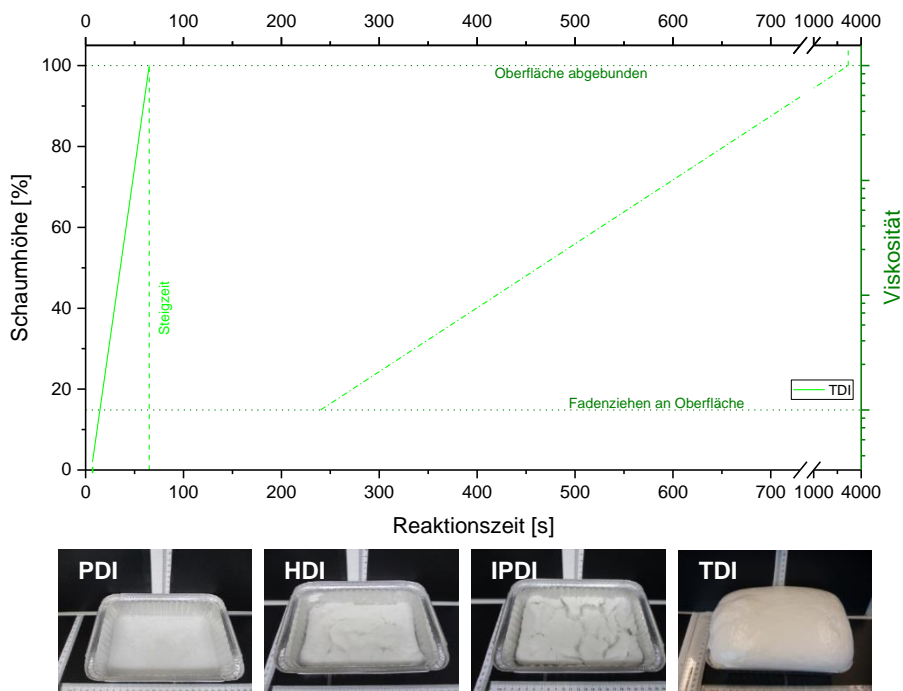 0 100 200 300 400 500 600 700 1000 4000
100
80
60
40
20
0
Schaumhöhe [%]
Oberfläche abgebunden
Steigzeit
Fadenziehen an Oberfläche
TDI
Viskosität
0 100 200 300 400 500 600 700 1000 4000
Reaktionszeit [s]
PDI HDI IPDI TDI